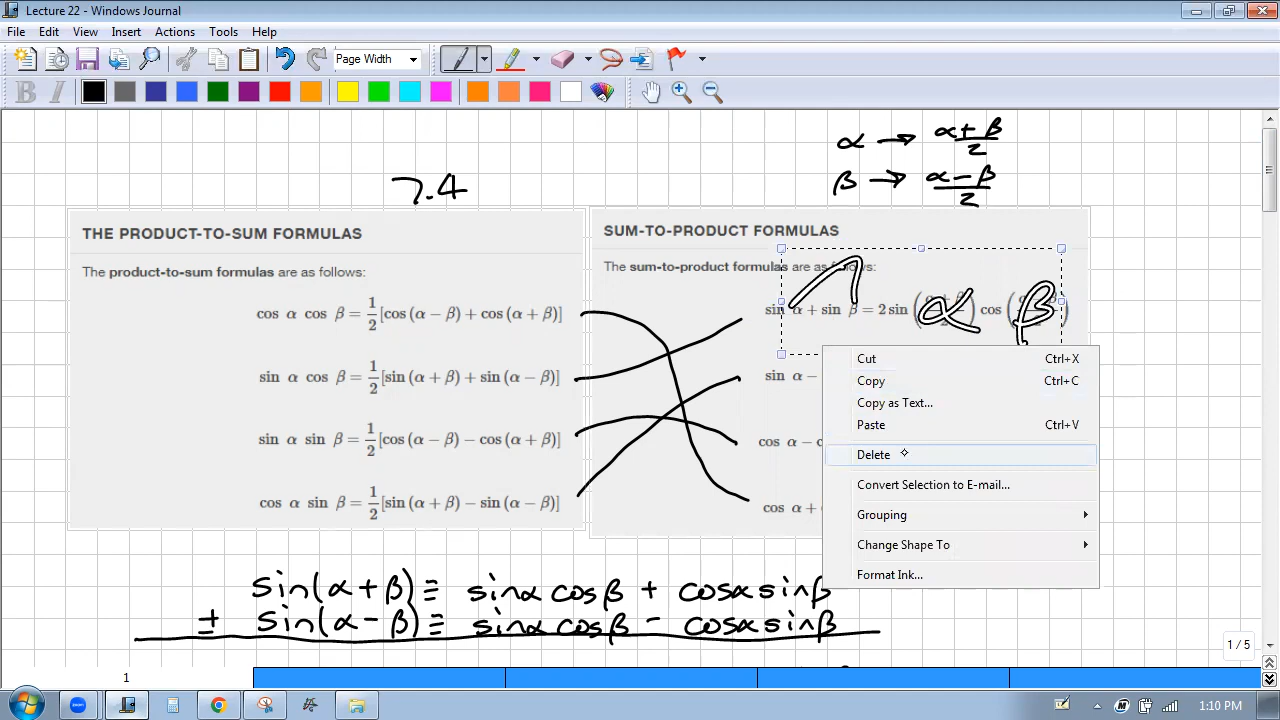 Lecture 22 - Windows Journal
File Edit View Insert Actions Tools Help
Page Width
B I
α → α+β/2
β → α−β/2
7.4
THE PRODUCT-TO-SUM FORMULAS
The product-to-sum formulas are as follows:
cos α cos β = 1/2[cos (α − β) + cos (α + β)]
sin α cos β = 1/2[sin (α + β) + sin (α − β)]
sin α sin β = 1/2[cos (α − β) − cos (α + β)]
cos α sin β = 1/2[sin (α + β) − sin (α − β)]
SUM-TO-PRODUCT FORMULAS
The sum-to-product formulas are as follows:
sin α + sin β = 2 sin ( /2) cos
α β
sin α −
cos α − c
cos α +
Cut Ctrl+X
Copy Ctrl+C
Copy as Text...
Paste Ctrl+V
Delete
Convert Selection to E-mail...
Grouping
Change Shape To
Format Ink...
sin(α+β) ≡ sinα cosβ + cosα sinβ
± sin(α−β) ≡ sinα cosβ − cosα sinβ
1 / 5
1
1:10 PM